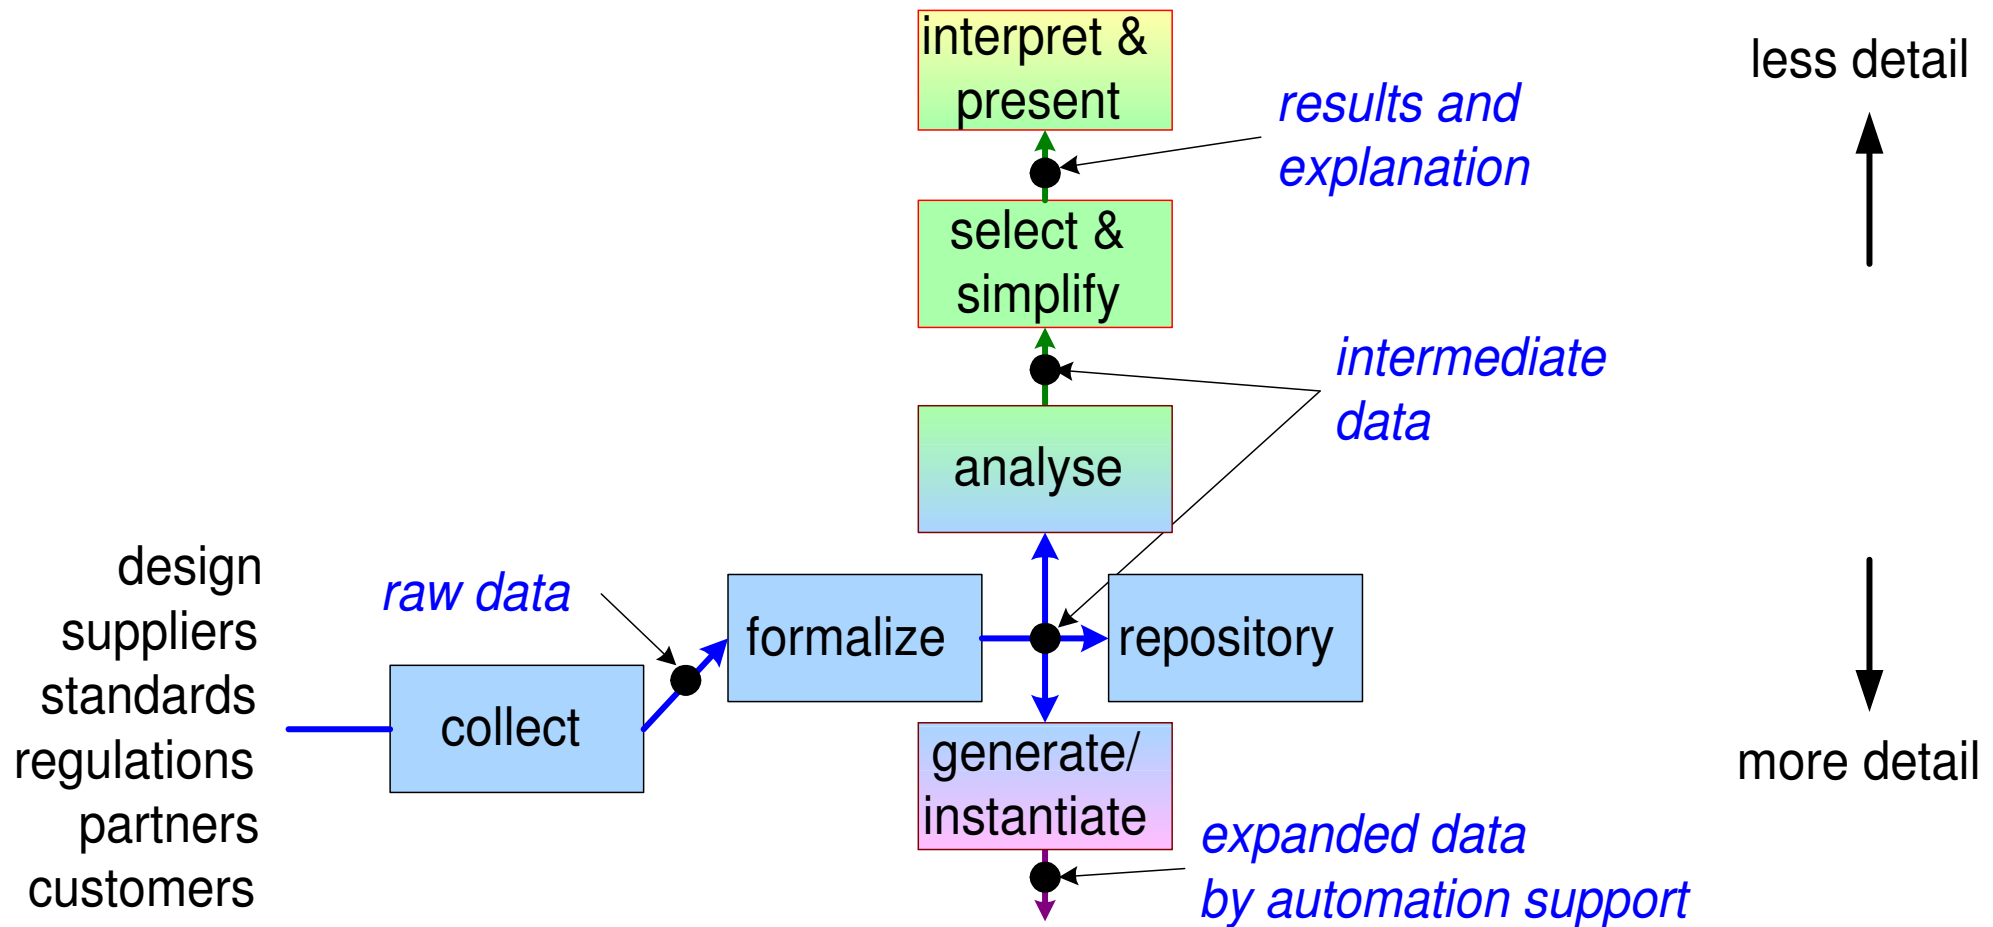 interpret &
present
less detail
results and
explanation
select &
simplify
intermediate
data
analyse
design
suppliers
standards
regulations
partners
customers
raw data
collect
formalize
repository
generate/
instantiate
more detail
expanded data
by automation support